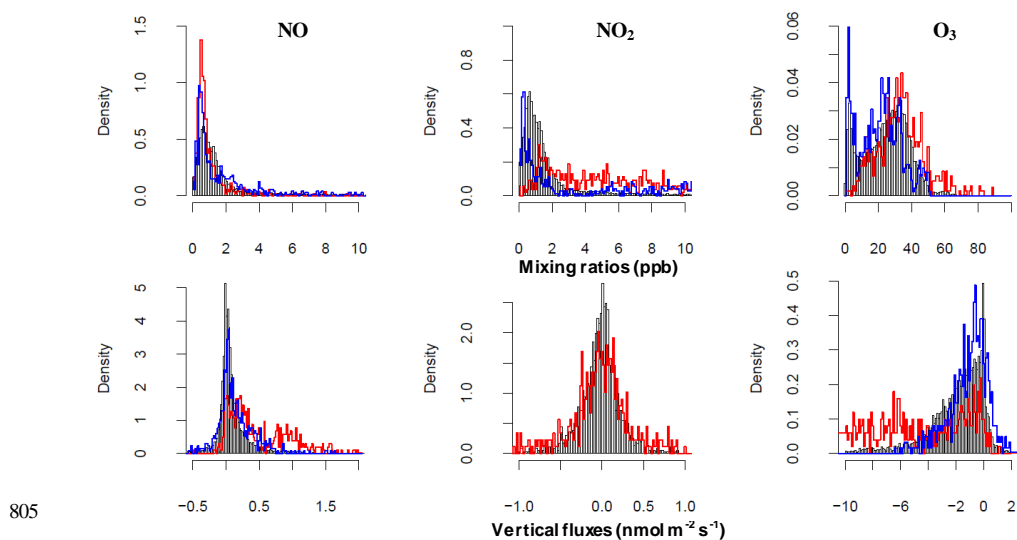 NO NO₂ O₃
Density 0.0 0.5 1.0 1.5
Density 0.0 0.4 0.8
Density 0.00 0.02 0.04 0.06
0 2 4 6 8 10 0 2 4 6 8 10 0 20 40 60 80
Mixing ratios (ppb)
Density 0 1 2 3 4 5
Density 0.0 1.0 2.0
Density 0.0 0.1 0.2 0.3 0.4 0.5
−0.5 0.5 1.5 −1.0 0.0 1.0 −10 −6 −4 −2 0 2
805
Vertical fluxes (nmol m⁻² s⁻¹)